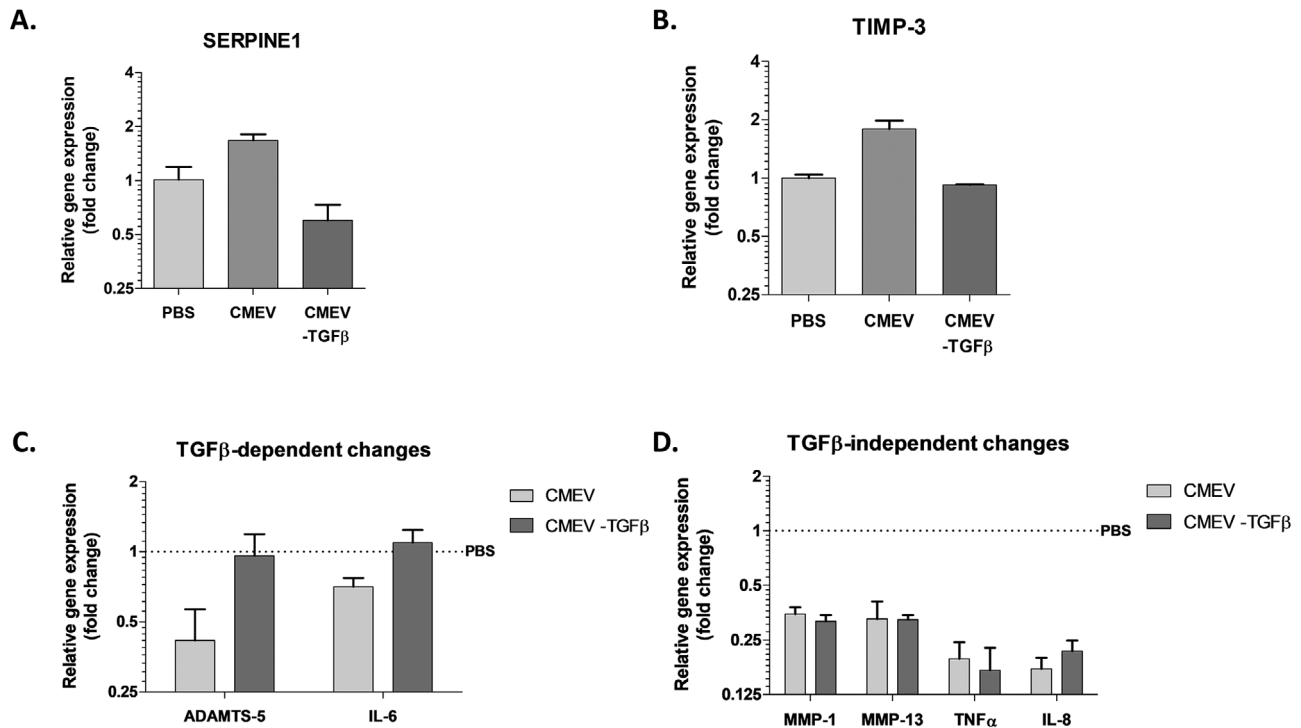 A.
SERPINE1
Relative gene expression
(fold change)
4
2
1
0.5
0.25
PBS
CMEV
CMEV
-TGFβ
B.
TIMP-3
Relative gene expression
(fold change)
4
2
1
0.5
0.25
PBS
CMEV
CMEV
-TGFβ
C.
TGFβ-dependent changes
Relative gene expression
(fold change)
2
1
0.5
0.25
PBS
ADAMTS-5
IL-6
CMEV
CMEV -TGFβ
D.
TGFβ-independent changes
Relative gene expression
(fold change)
2
1
0.5
0.25
0.125
PBS
MMP-1
MMP-13
TNFα
IL-8
CMEV
CMEV -TGFβ